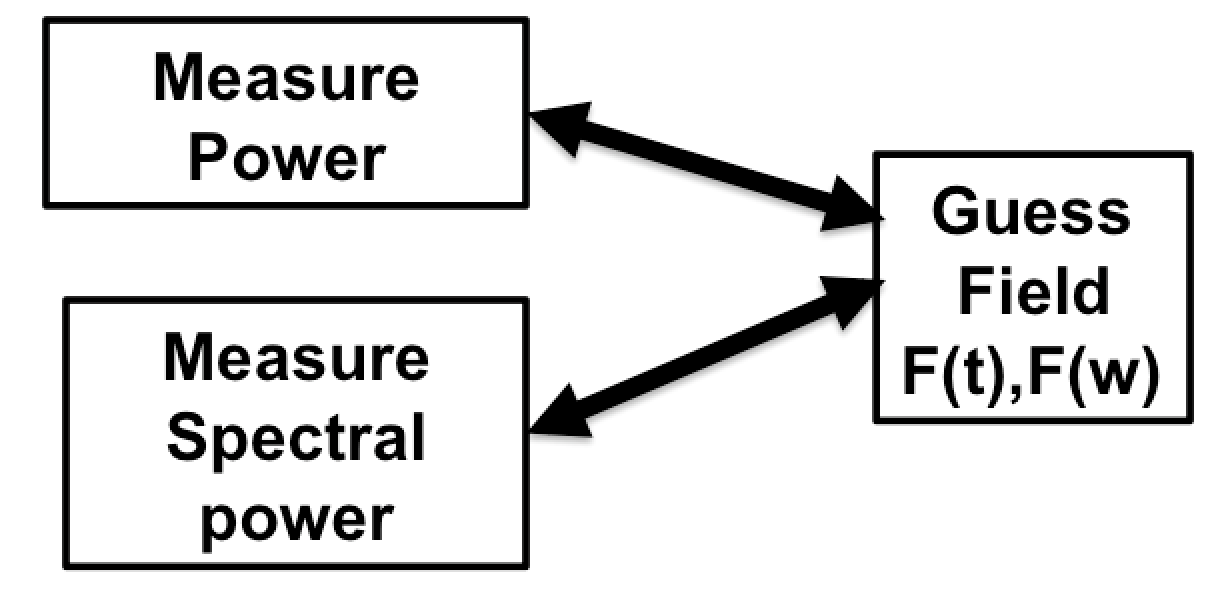 Measure
Power
Guess
Field
F(t),F(w)
Measure
Spectral
power